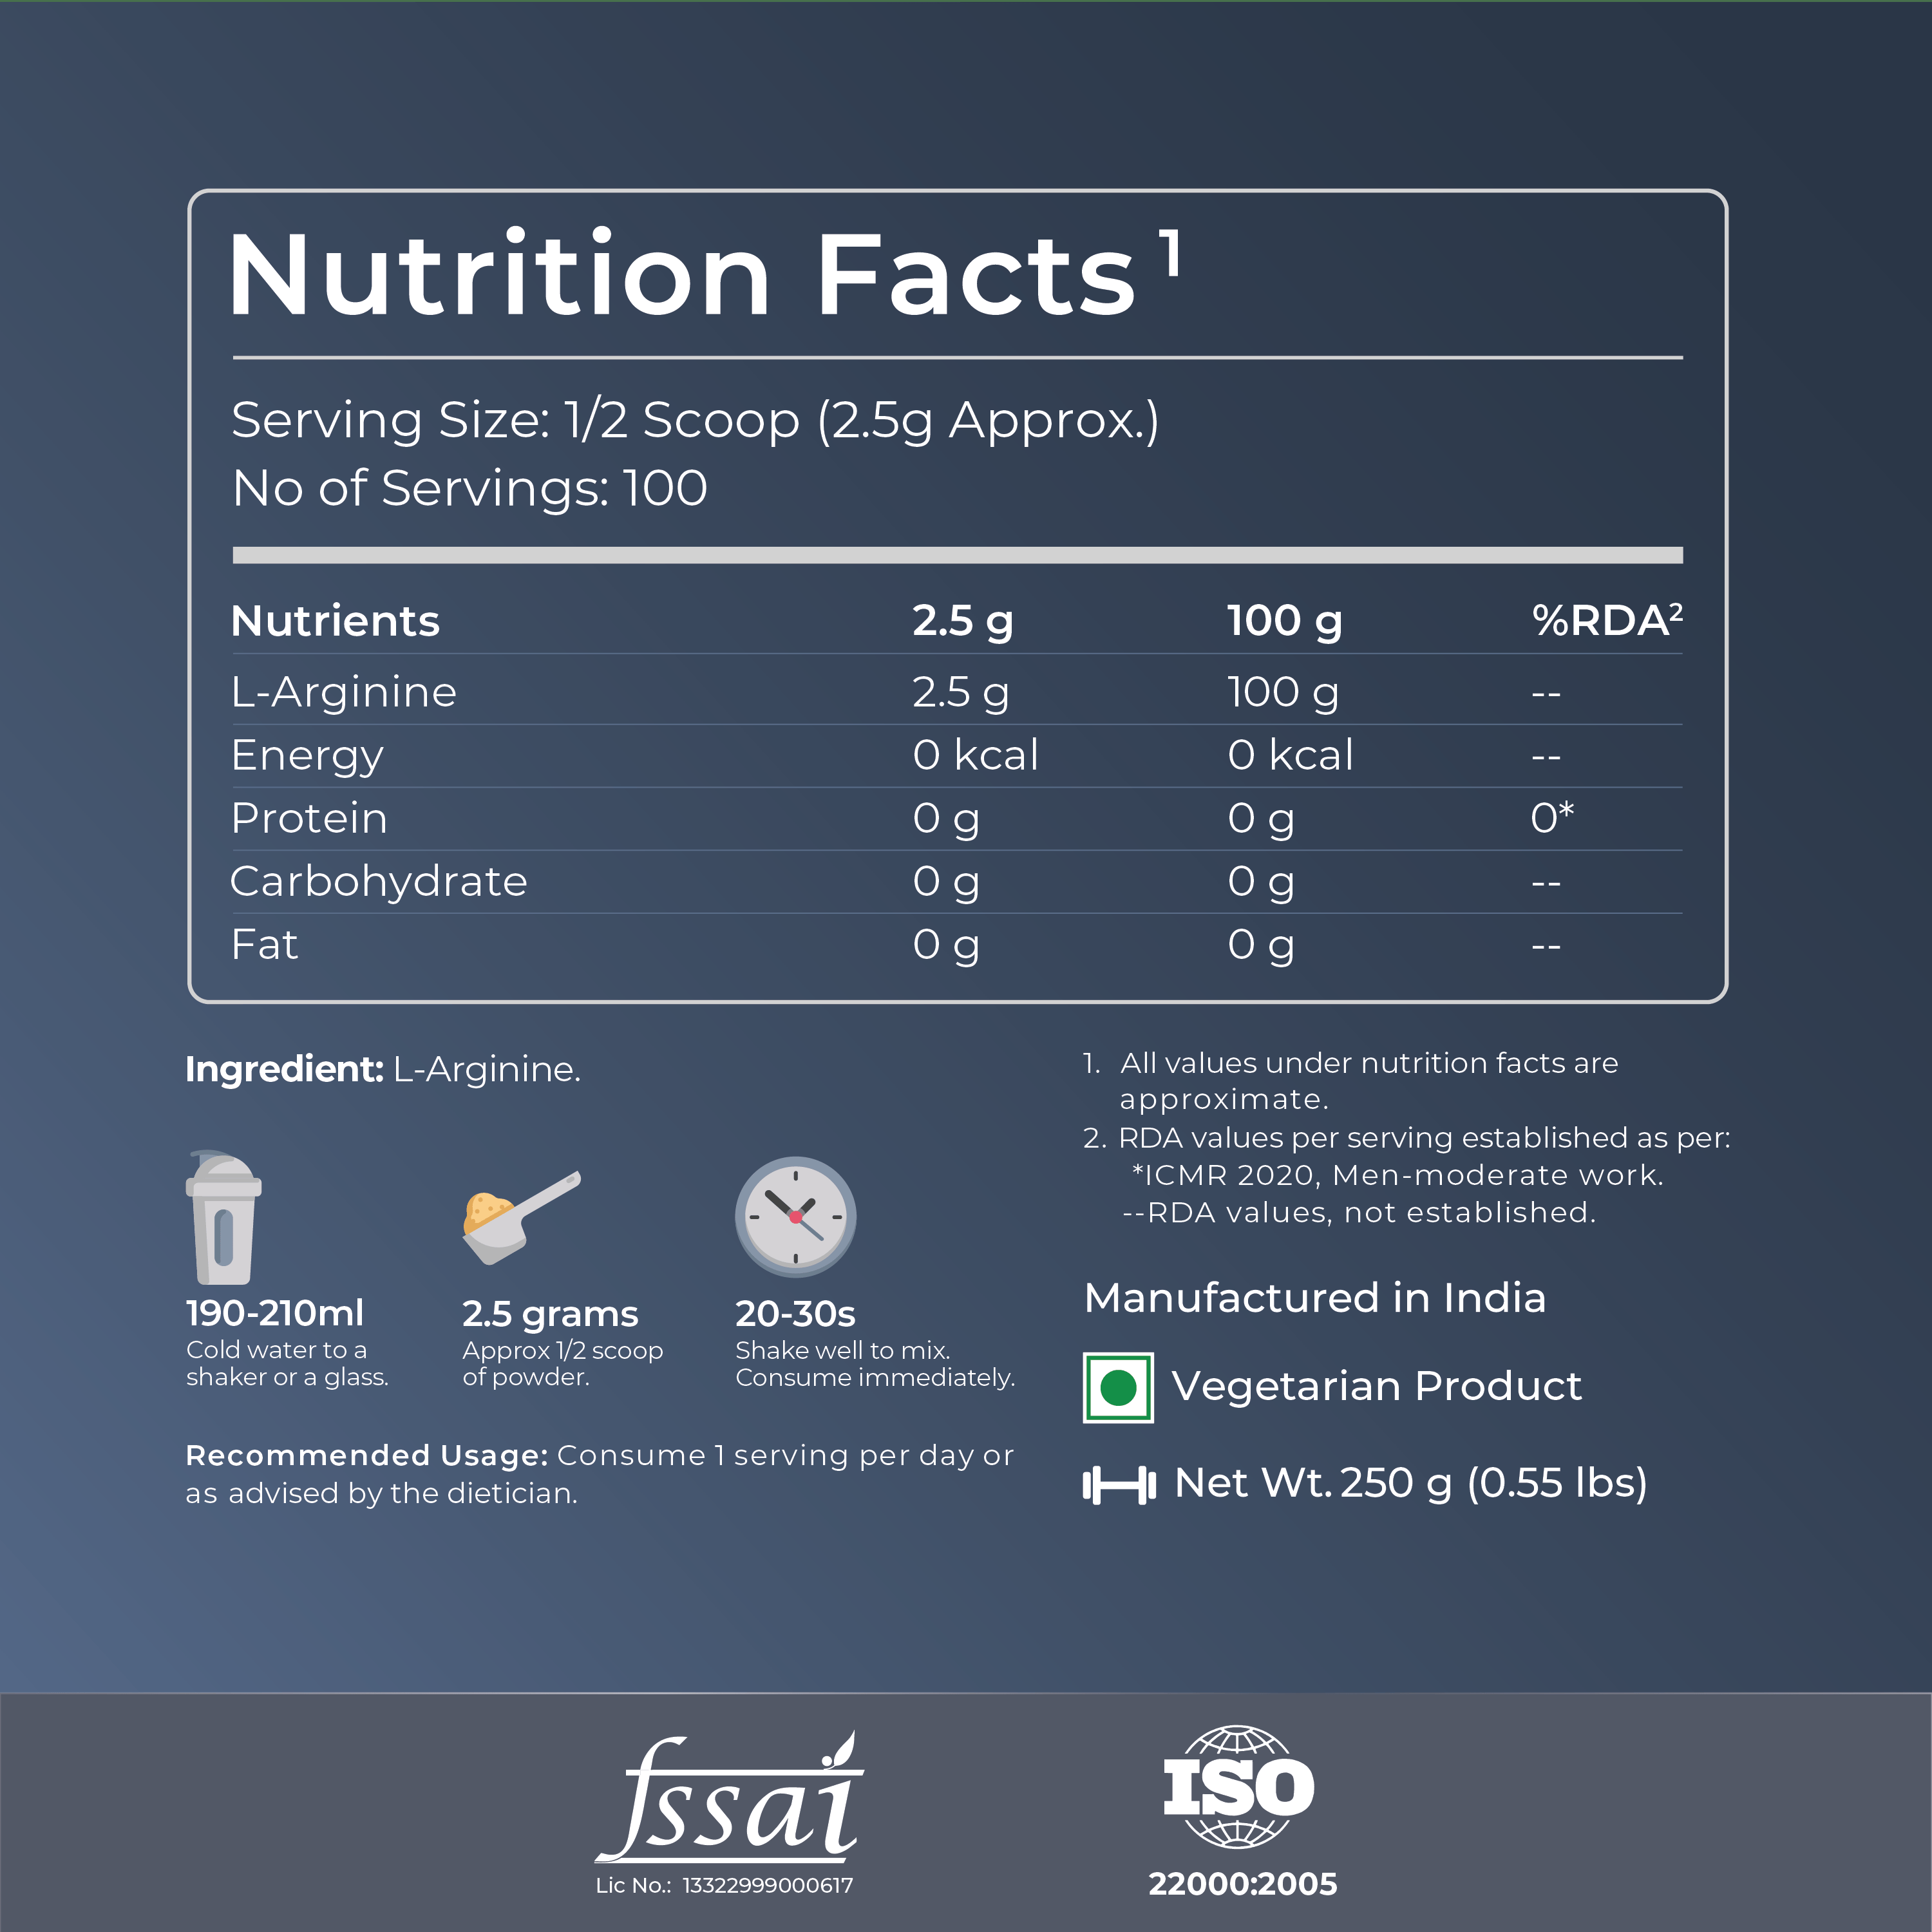 Nutrition Facts¹
Serving Size: 1/2 Scoop (2.5g Approx.)
No of Servings: 100
Nutrients 2.5 g 100 g %RDA²
L-Arginine 2.5 g 100 g --
Energy 0 kcal 0 kcal --
Protein 0 g 0 g 0*
Carbohydrate 0 g 0 g --
Fat 0 g 0 g --
Ingredient: L-Arginine.
190-210ml
Cold water to a
shaker or a glass.
2.5 grams
Approx 1/2 scoop
of powder.
20-30s
Shake well to mix.
Consume immediately.
Recommended Usage: Consume 1 serving per day or
as advised by the dietician.
1. All values under nutrition facts are
approximate.
2. RDA values per serving established as per:
*ICMR 2020, Men-moderate work.
--RDA values, not established.
Manufactured in India
Vegetarian Product
Net Wt. 250 g (0.55 lbs)
fssai
Lic No.: 13322999000617
ISO
22000:2005